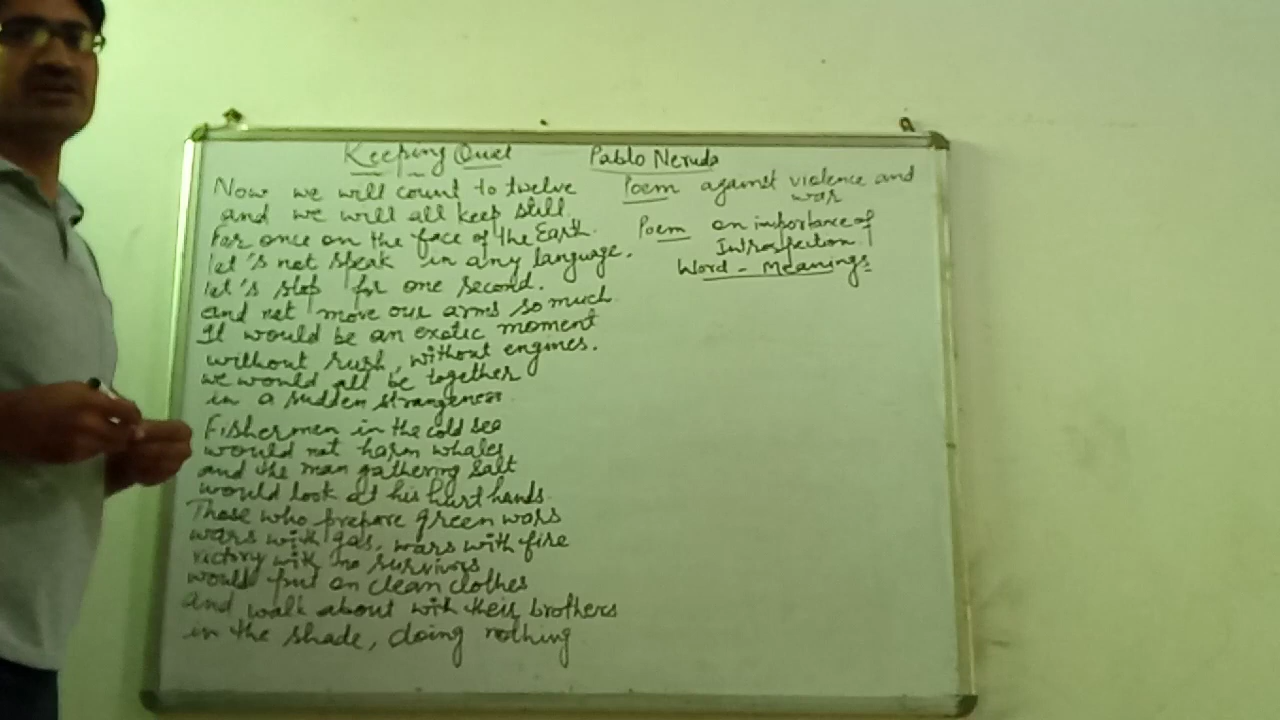 Keeping Quet
Pablo Neruda
Now we will count to twelve
and we will all keep still.
For once on the face of the Earth.
let's not speak in any language.
let's stop for one second.
and not move our arms so much.
It would be an exotic moment
without rush, without engines.
we would all be together
in a sudden strangeness.
Fishermen in the cold sea
would not harm whales
and the man gathering salt
would look at his hurt hands.
Those who prepare green wars
wars with gas, wars with fire
victory with no survivors
would put on clean clothes
and walk about with their brothers
in the shade, doing nothing
Poem against violence and
war
Poem on importance of
Introspection.
Word - Meanings